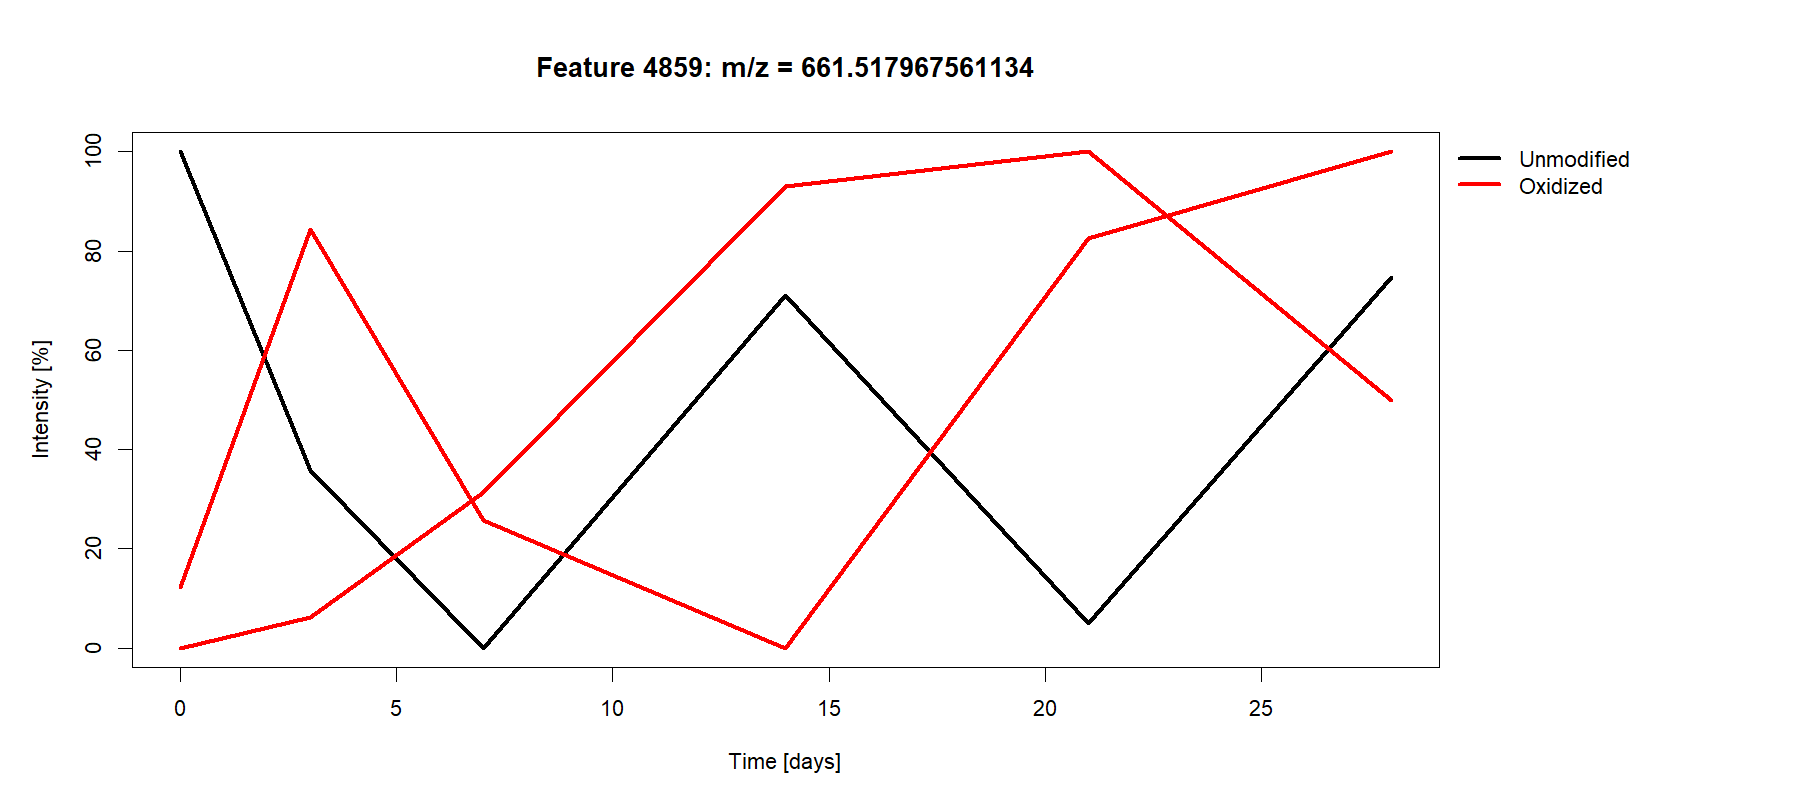 Feature 4859: m/z = 661.517967561134
Unmodified
Oxidized
Intensity [%]
100
80
60
40
20
0
0 5 10 15 20 25
Time [days]